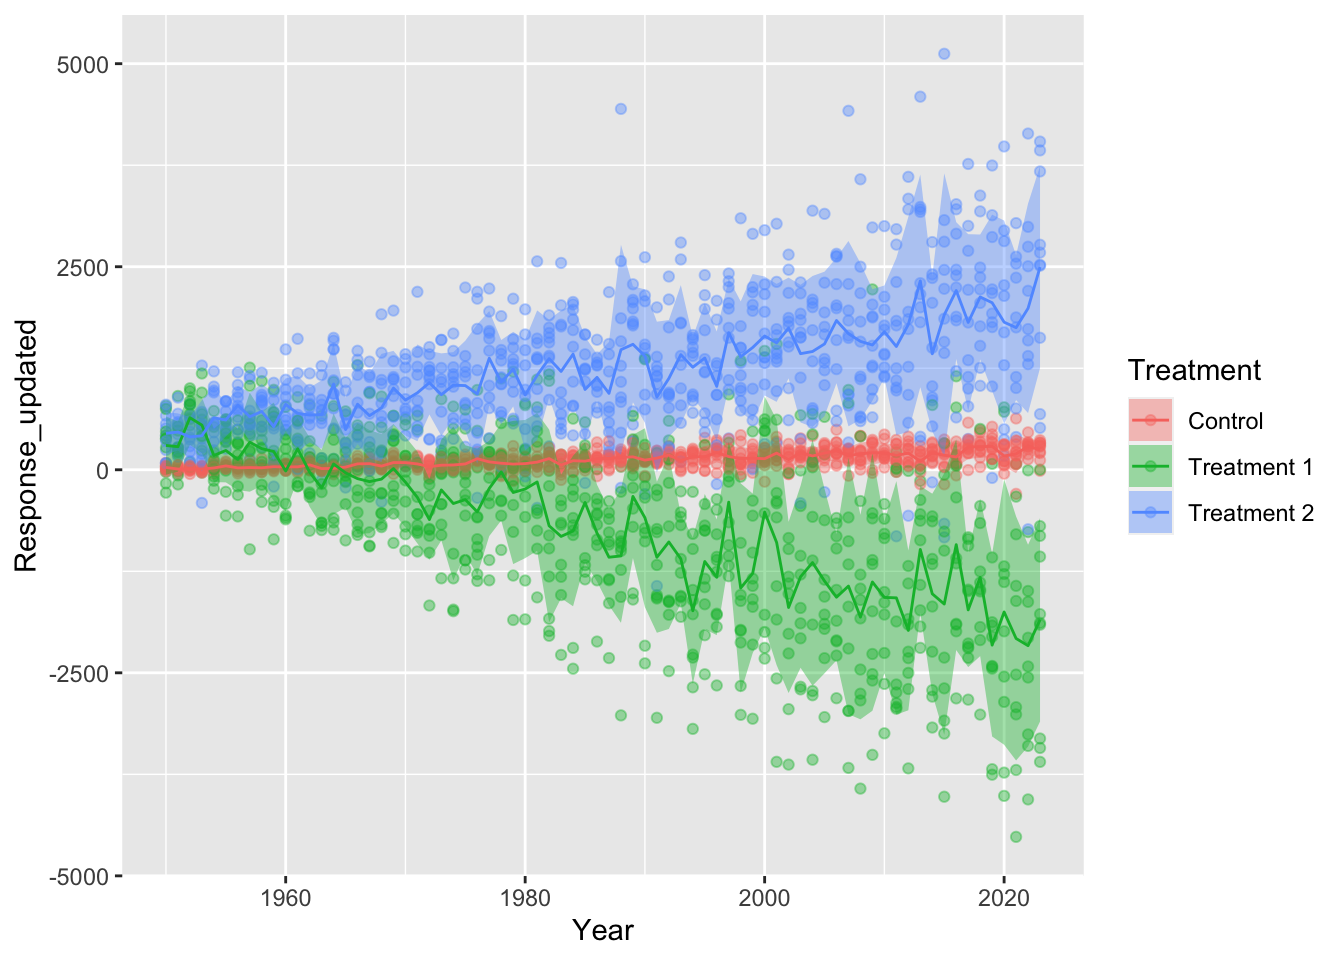 5000
2500
0
-2500
-5000
Response_updated
1960
1980
2000
2020
Year
Treatment
Control
Treatment 1
Treatment 2